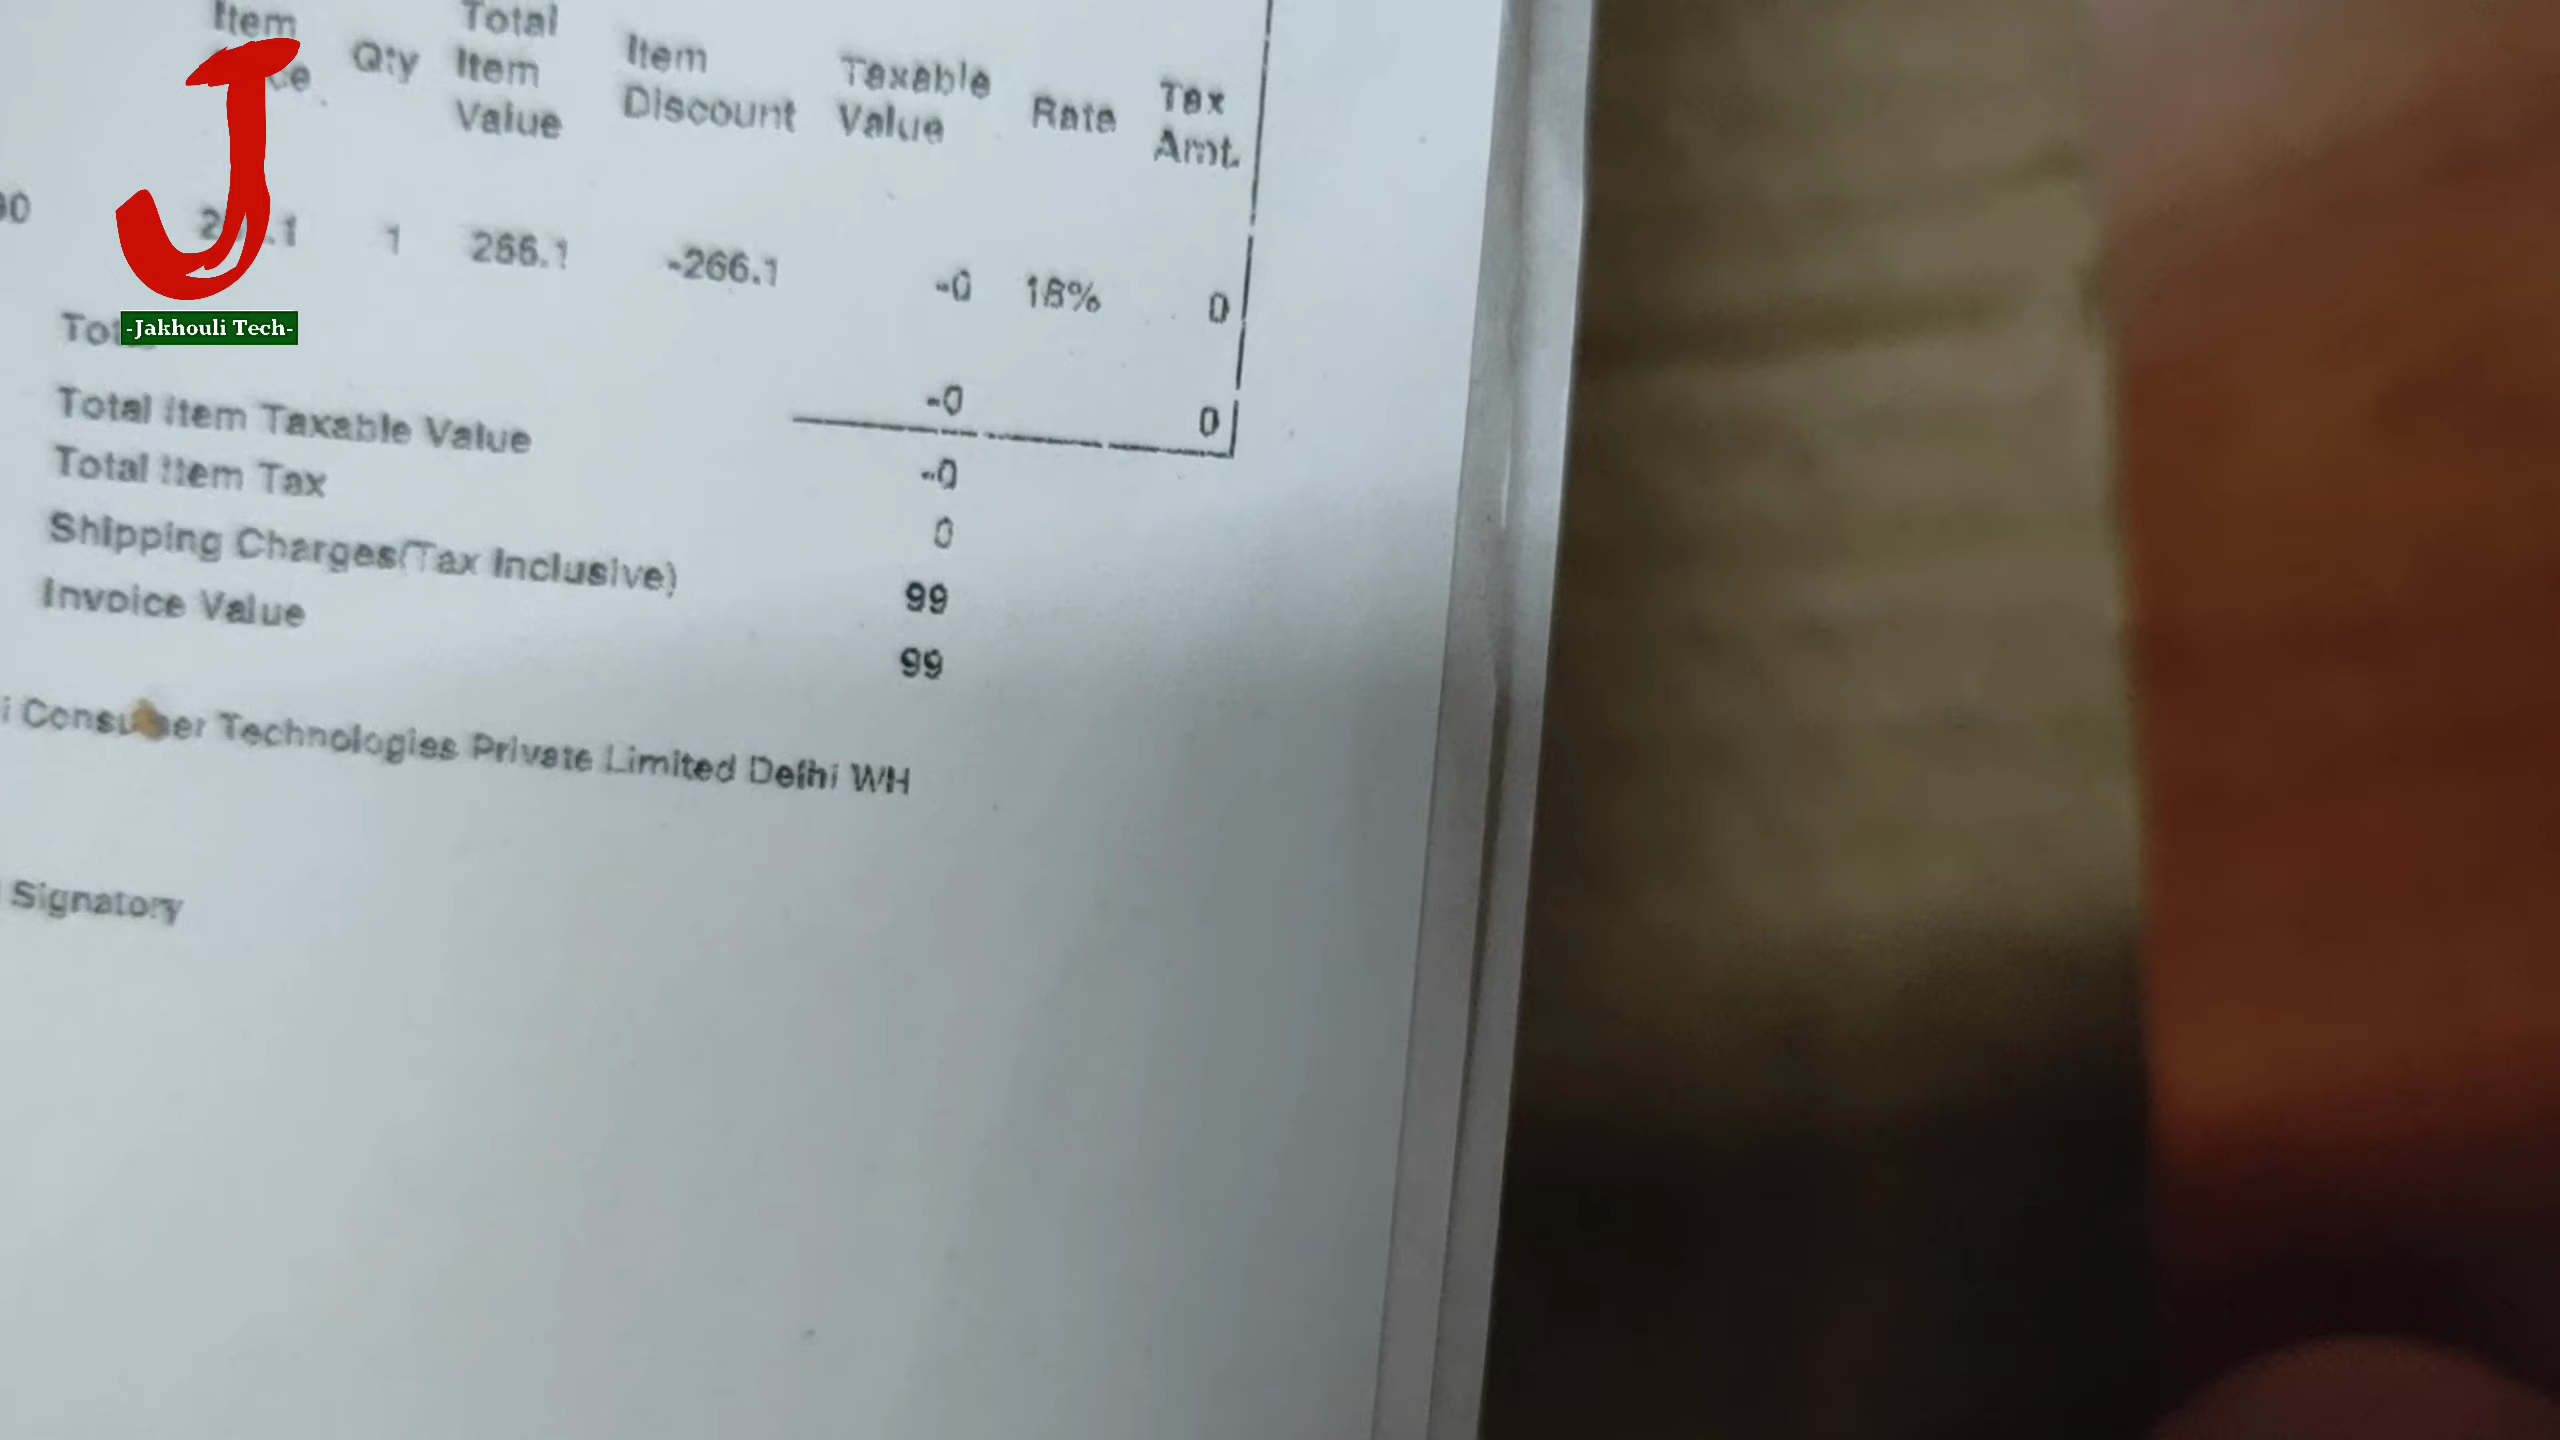 Item Qty Total Item Value Item Discount Taxable Value Rate Tax Amt.
1 266.1 -266.1 -0 18% 0
-0 0
Total Item Taxable Value -0
Total Item Tax 0
Shipping Charges(Tax Inclusive) 99
Invoice Value 99
i Consumer Technologies Private Limited Delhi WH
Signatory
J
-Jakhouli Tech-